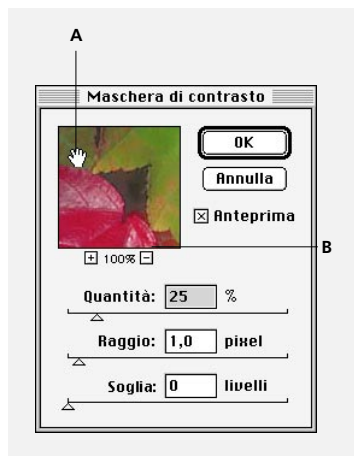 A
Maschera di contrasto
OK
Annulla
Anteprima
B
+ 100% -
Quantità: 25 %
Raggio: 1,0 pixel
Soglia: 0 livelli